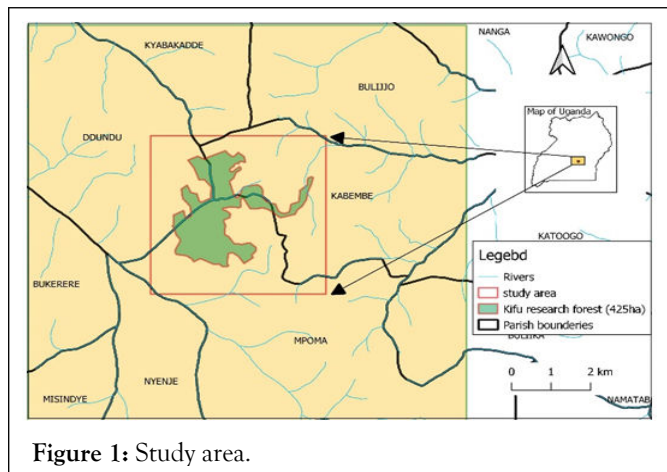 NANGA
KAWONGO
KYABAKADDE
BULIJJO
Map of Uganda
DDUNDU
KABEMBE
KATOOGO
Legebd
Rivers
study area
Kifu research forest (425ha)
Parish bounderies
BUKERERE
MPOMA
0 1 2 km
NYENJE
MISINDYE
NAMATAB
Figure 1: Study area.